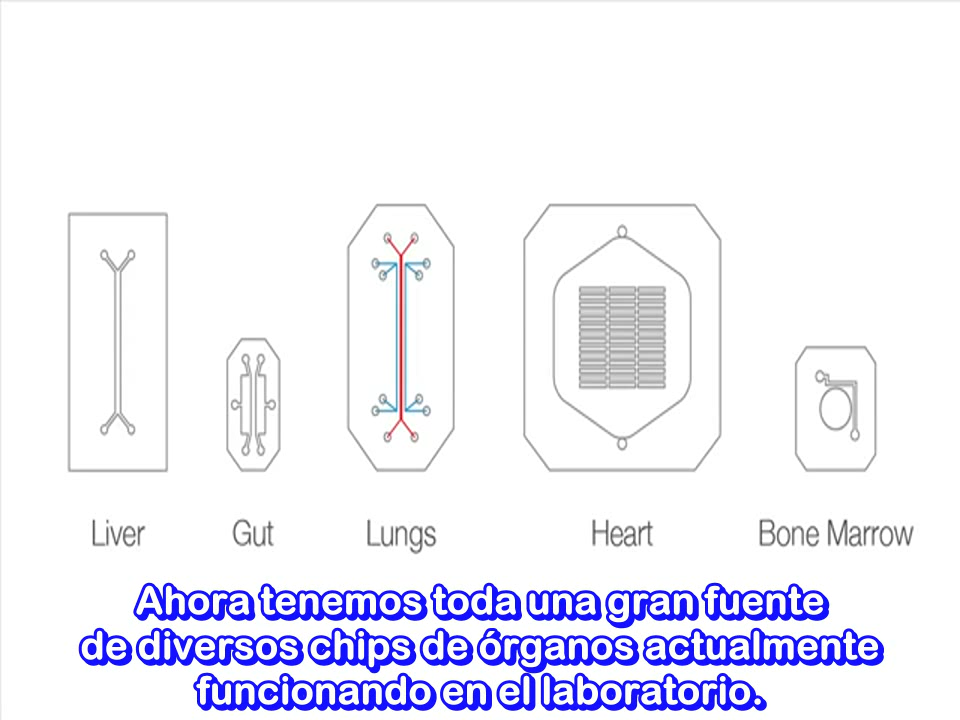 Liver Gut Lungs Heart Bone Marrow
Ahora tenemos toda una gran fuente
de diversos chips de órganos actualmente
funcionando en el laboratorio.